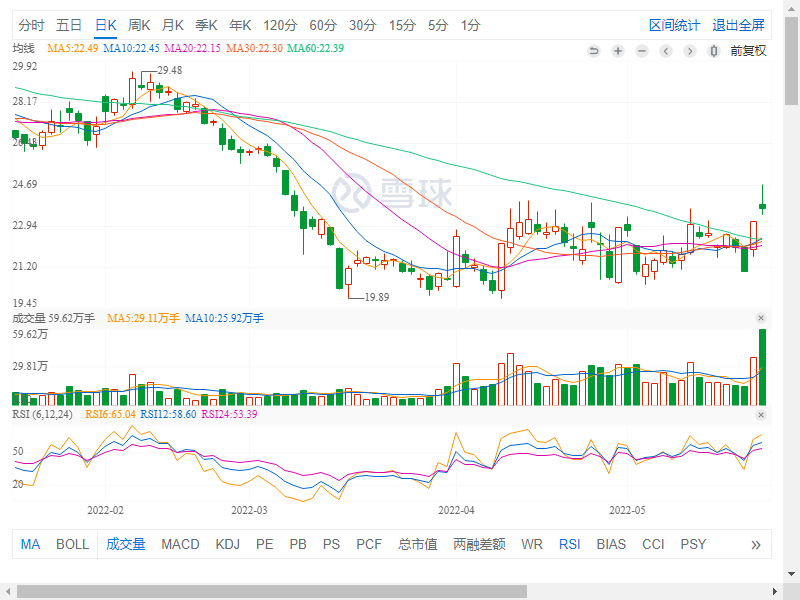 分时 五日 日K 周K 月K 季K 年K 120分 60分 30分 15分 5分 1分 区间统计 退出全屏
均线 MA5:22.49 MA10:22.45 MA20:22.15 MA30:22.30 MA60:22.39 前复权
29.92
29.48
28.17
26.43
24.69
雪球
22.94
21.20
19.89
19.45
成交量 59.62万手 MA5:29.11万手 MA10:25.92万手
59.62万
29.81万
RSI (6,12,24) RSI6:65.04 RSI12:58.60 RSI24:53.39
50
20
2022-02 2022-03 2022-04 2022-05
MA BOLL 成交量 MACD KDJ PE PB PS PCF 总市值 两融差额 WR RSI BIAS CCI PSY »